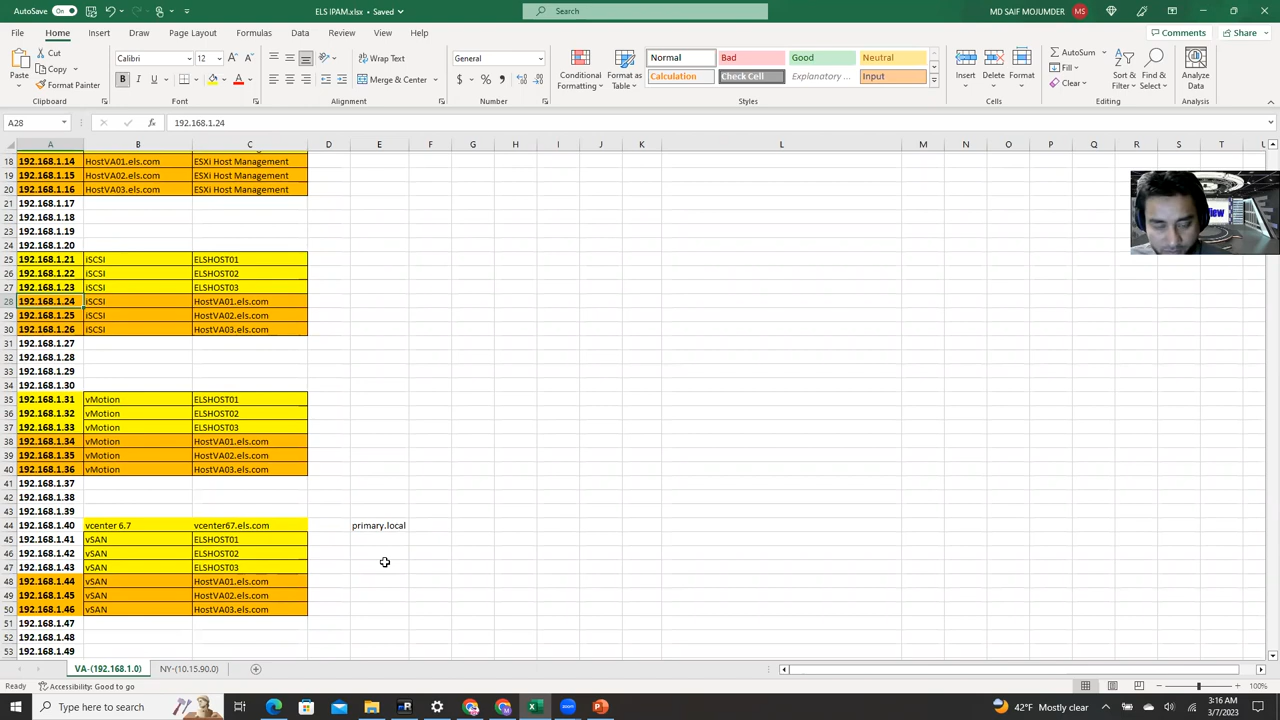 AutoSave On ELS IPAM.xlsx • Saved Search MD SAIF MOJUMDER MS
File Home Insert Draw Page Layout Formulas Data Review View Help Comments Share
Paste Cut Copy Format Painter Clipboard
Calibri 12 B I U A Font
Wrap Text Merge & Center Alignment
General $ % Number
Conditional Formatting Format as Table
Normal Bad Good Neutral
Calculation Check Cell Explanatory ... Input
Styles
Insert Delete Format Cells
AutoSum Fill Clear Sort & Filter Find & Select Editing
Analyze Data Analysis
A28 fx 192.168.1.24
A B C D E F G H I J K L M N O P Q R S T U
18 192.168.1.14 HostVA01.els.com ESXi Host Management
19 192.168.1.15 HostVA02.els.com ESXi Host Management
20 192.168.1.16 HostVA03.els.com ESXi Host Management
21 192.168.1.17
22 192.168.1.18
23 192.168.1.19
24 192.168.1.20
25 192.168.1.21 iSCSI ELSHOST01
26 192.168.1.22 iSCSI ELSHOST02
27 192.168.1.23 iSCSI ELSHOST03
28 192.168.1.24 iSCSI HostVA01.els.com
29 192.168.1.25 iSCSI HostVA02.els.com
30 192.168.1.26 iSCSI HostVA03.els.com
31 192.168.1.27
32 192.168.1.28
33 192.168.1.29
34 192.168.1.30
35 192.168.1.31 vMotion ELSHOST01
36 192.168.1.32 vMotion ELSHOST02
37 192.168.1.33 vMotion ELSHOST03
38 192.168.1.34 vMotion HostVA01.els.com
39 192.168.1.35 vMotion HostVA02.els.com
40 192.168.1.36 vMotion HostVA03.els.com
41 192.168.1.37
42 192.168.1.38
43 192.168.1.39
44 192.168.1.40 vcenter 6.7 vcenter67.els.com primary.local
45 192.168.1.41 vSAN ELSHOST01
46 192.168.1.42 vSAN ELSHOST02
47 192.168.1.43 vSAN ELSHOST03
48 192.168.1.44 vSAN HostVA01.els.com
49 192.168.1.45 vSAN HostVA02.els.com
50 192.168.1.46 vSAN HostVA03.els.com
51 192.168.1.47
52 192.168.1.48
53 192.168.1.49
VA-(192.168.1.0) NY-(10.15.90.0)
Ready Accessibility: Good to go 100%
Type here to search 42°F Mostly clear 3:16 AM
3/7/2023